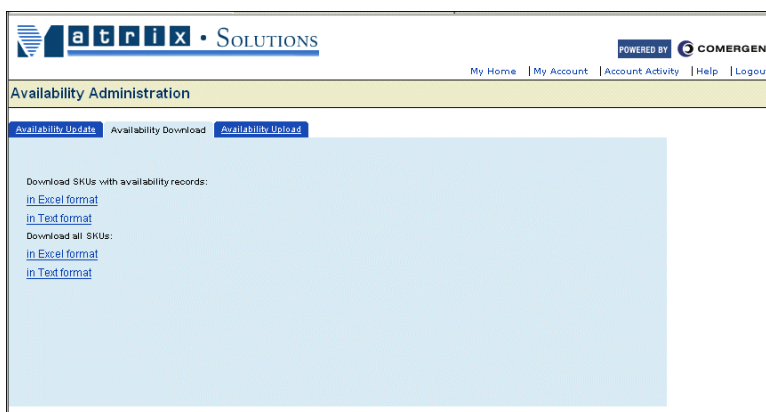 Matrix • SOLUTIONS
POWERED BY COMERGEN
My Home | My Account | Account Activity | Help | Logou
Availability Administration
Availability Update Availability Download Availability Upload
Download SKUs with availability records:
in Excel format
in Text format
Download all SKUs:
in Excel format
in Text format